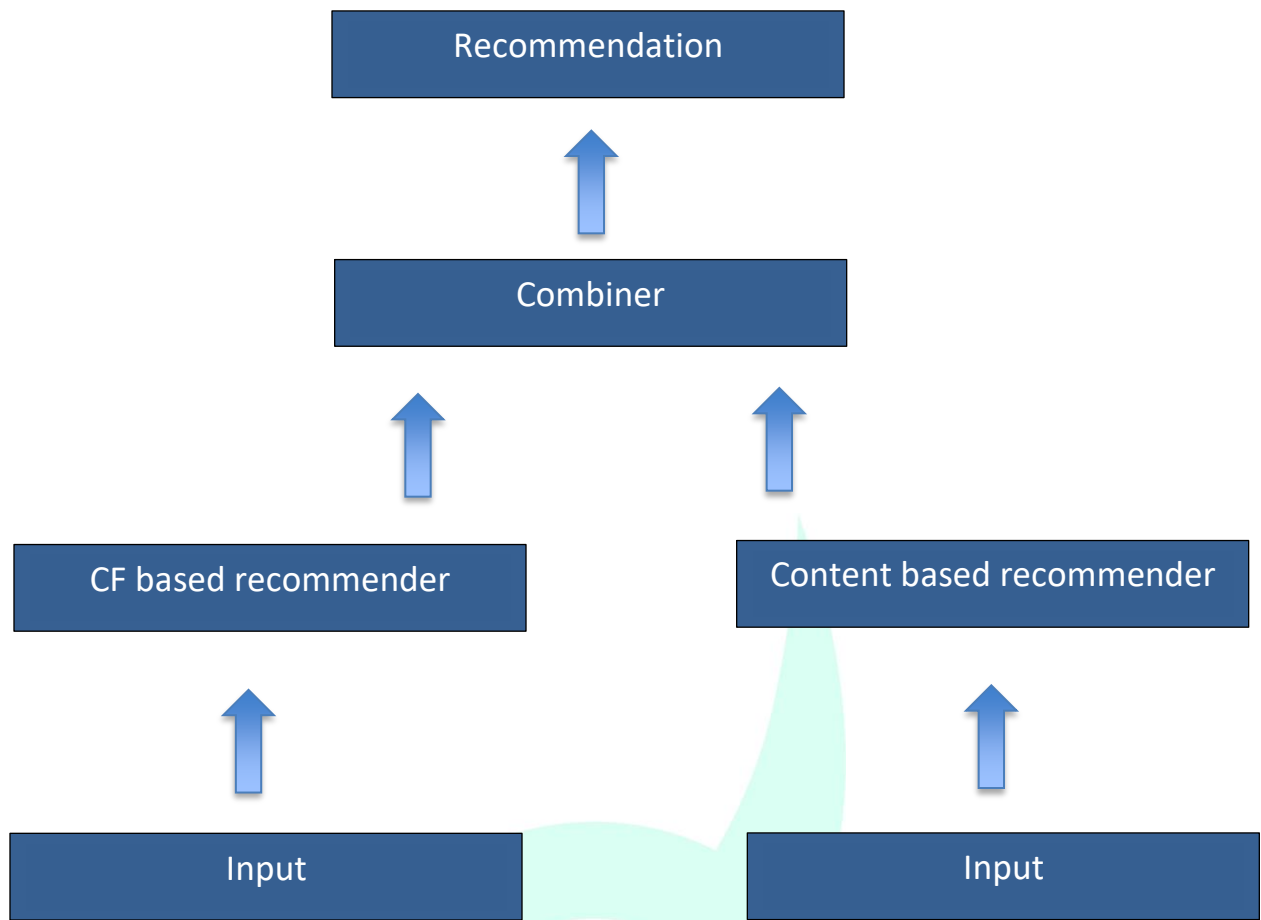 Recommendation
Combiner
CF based recommender
Content based recommender
Input
Input